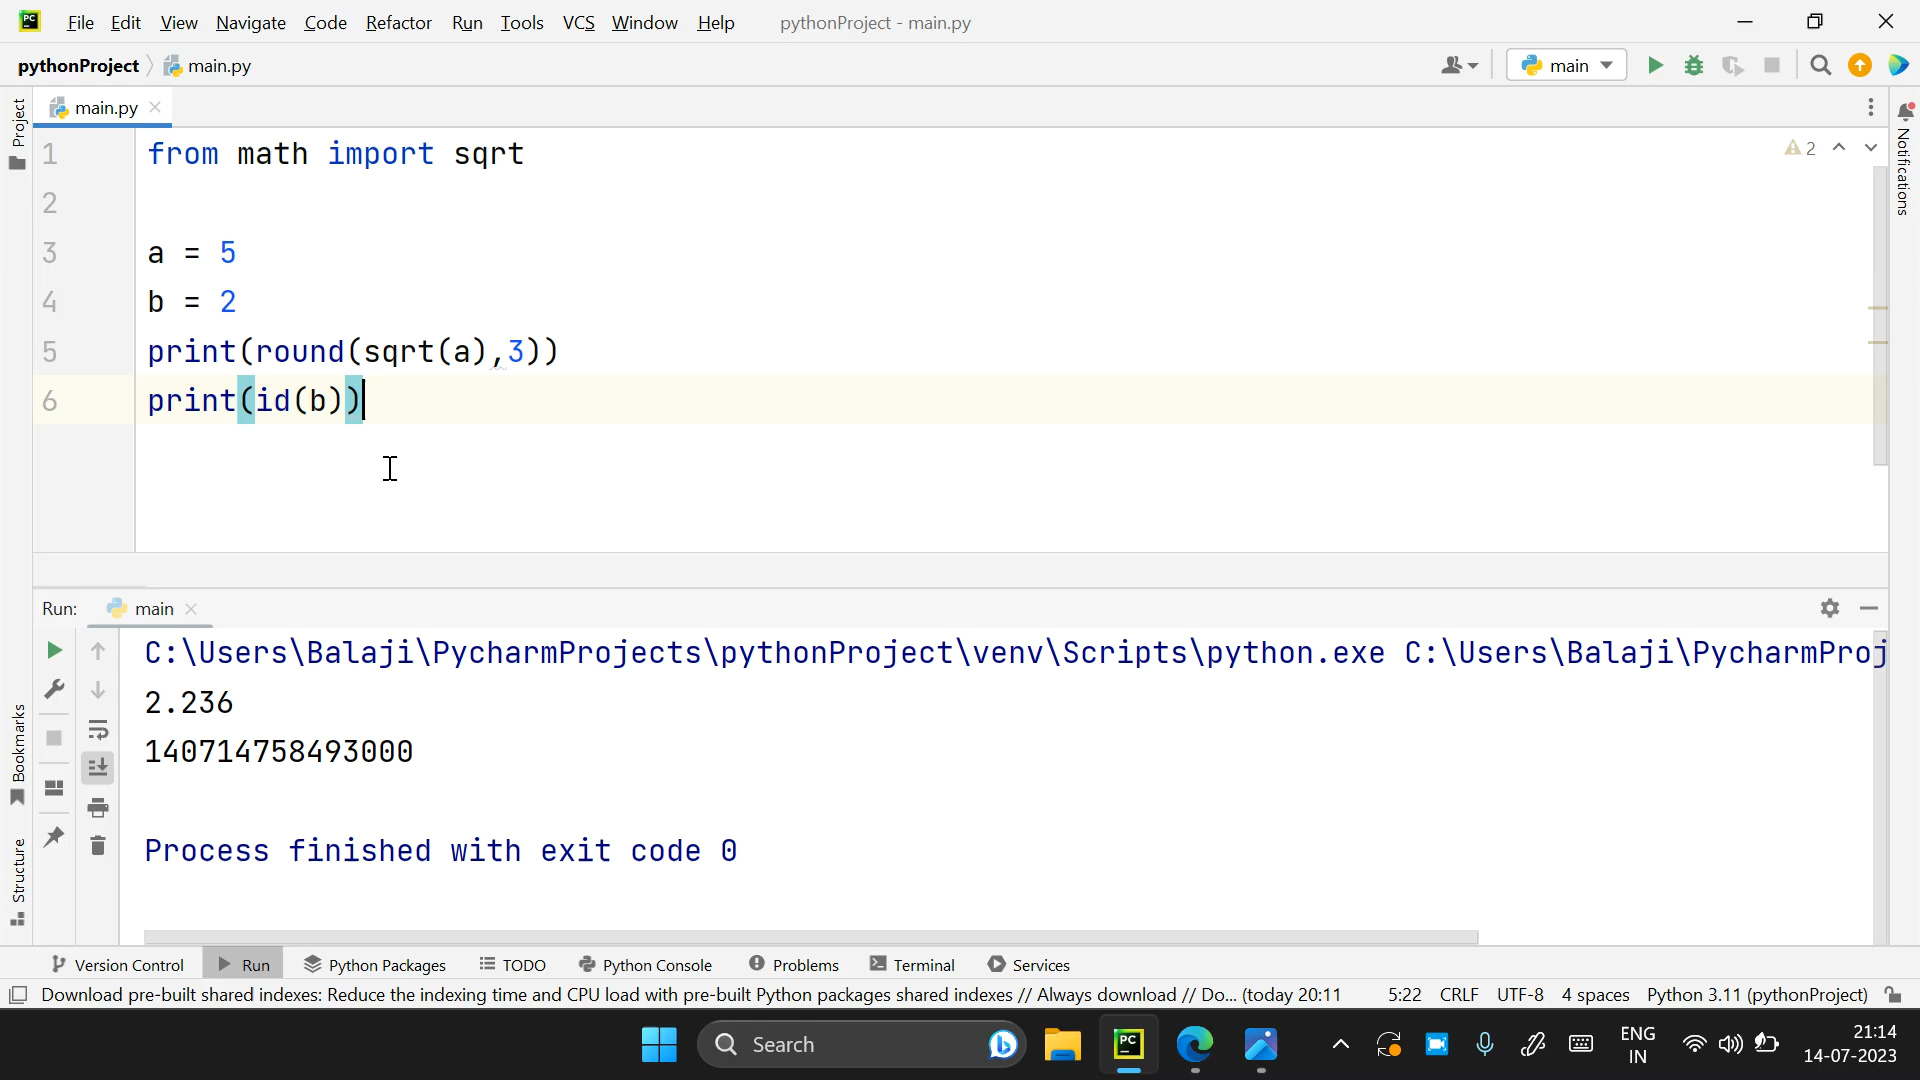 PC File Edit View Navigate Code Refactor Run Tools VCS Window Help pythonProject - main.py
pythonProject main.py main
Project
main.py
Notifications
2
1 from math import sqrt
2
3 a = 5
4 b = 2
5 print(round(sqrt(a),3))
6 print(id(b))
Run: main
C:\Users\Balaji\PycharmProjects\pythonProject\venv\Scripts\python.exe C:\Users\Balaji\PycharmProj
2.236
140714758493000
Process finished with exit code 0
Bookmarks
Structure
Version Control Run Python Packages TODO Python Console Problems Terminal Services
Download pre-built shared indexes: Reduce the indexing time and CPU load with pre-built Python packages shared indexes // Always download // Do... (today 20:11 5:22 CRLF UTF-8 4 spaces Python 3.11 (pythonProject)
Search PC ENG IN 21:14
14-07-2023